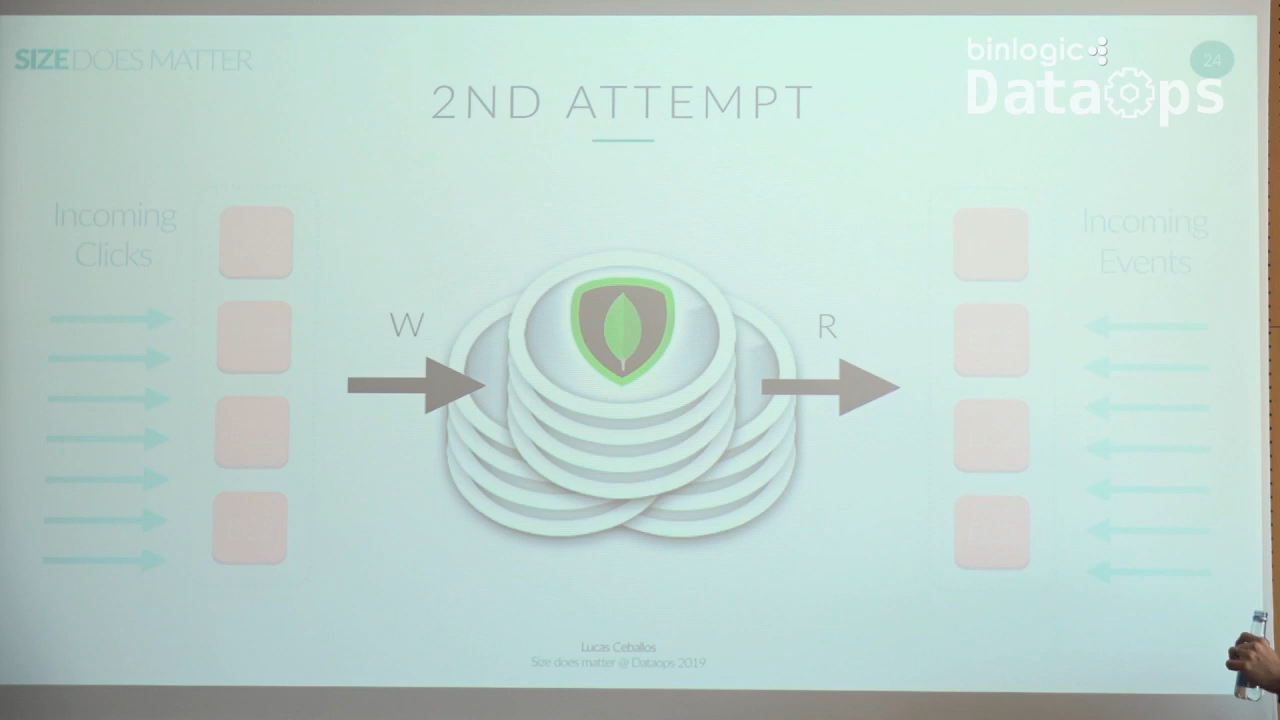 SIZE DOES MATTER
binlogic
DataOps
24
2ND ATTEMPT
Incoming
Clicks
Incoming
Events
W
R
Lucas Ceballos
Size does matter @ Dataops 2019